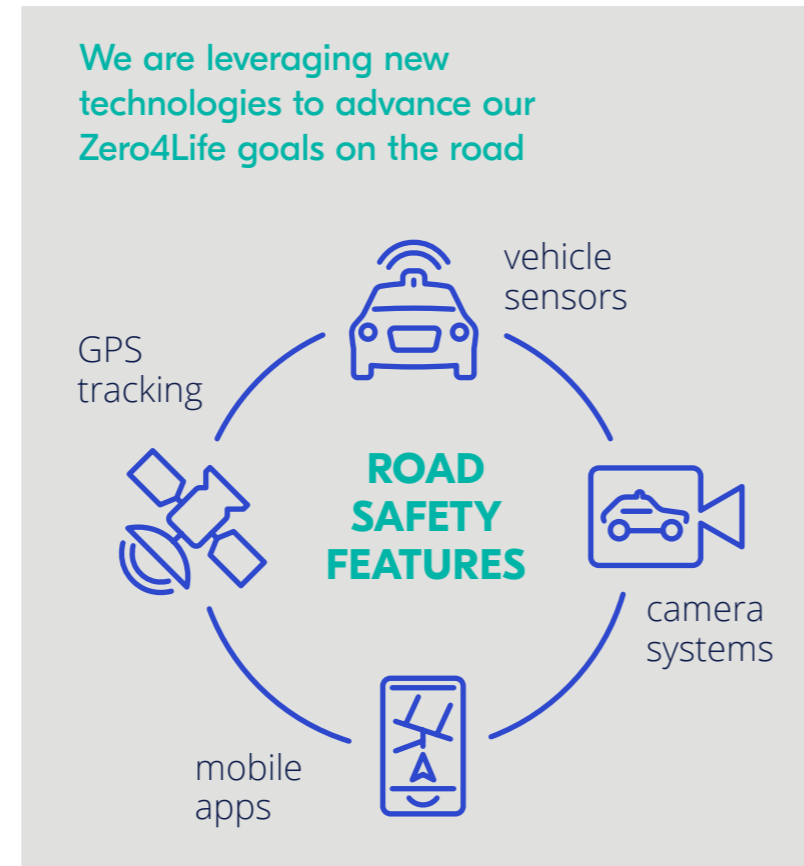 We are leveraging new
technologies to advance our
Zero4Life goals on the road
vehicle
sensors
GPS
tracking
ROAD
SAFETY
FEATURES
camera
systems
mobile
apps